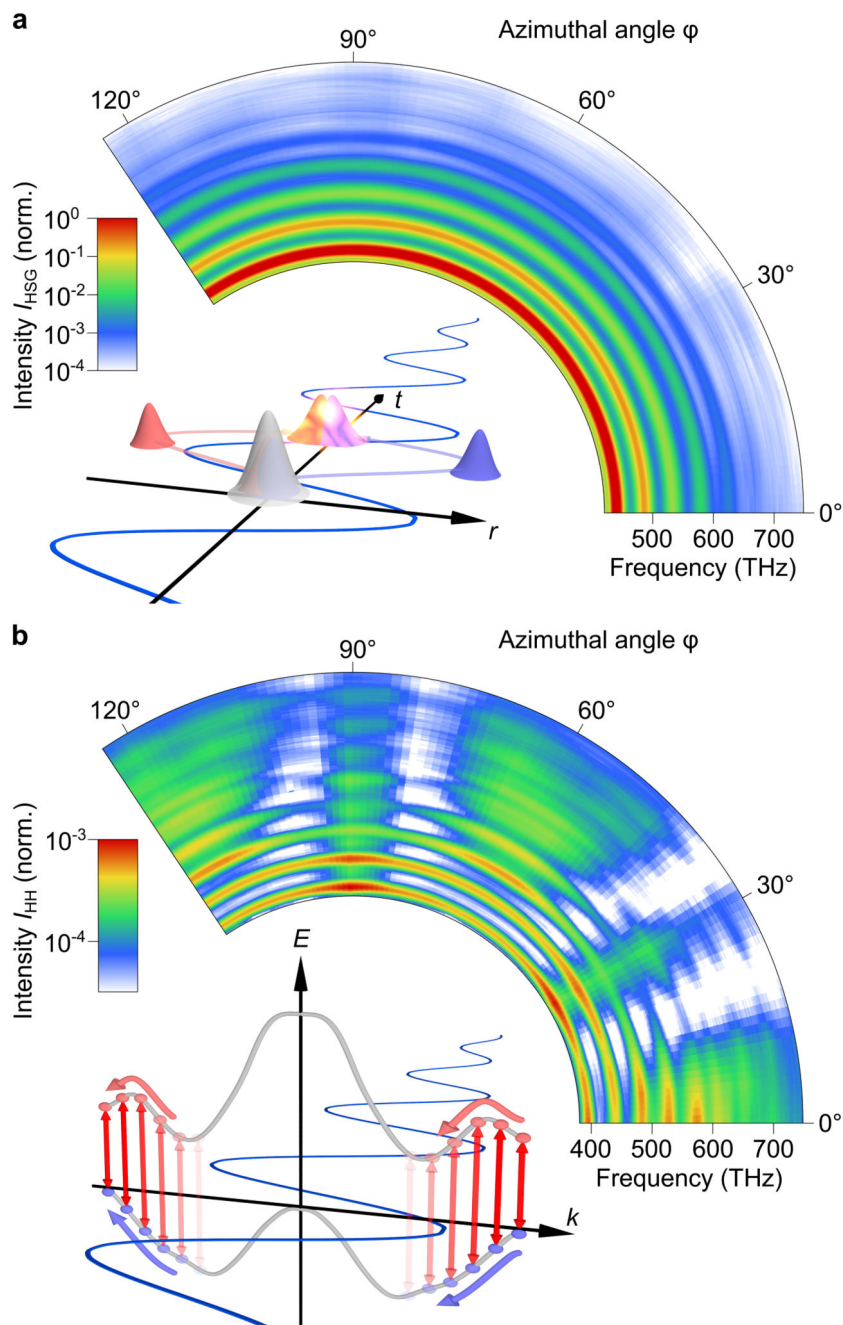 a
Azimuthal angle φ
90°
120°
60°
30°
0°
Intensity I_HSG (norm.)
10⁰
10⁻¹
10⁻²
10⁻³
10⁻⁴
t
r
500 600 700
Frequency (THz)
b
Azimuthal angle φ
90°
120°
60°
30°
0°
Intensity I_HH (norm.)
10⁻³
10⁻⁴
E
k
400 500 600 700
Frequency (THz)